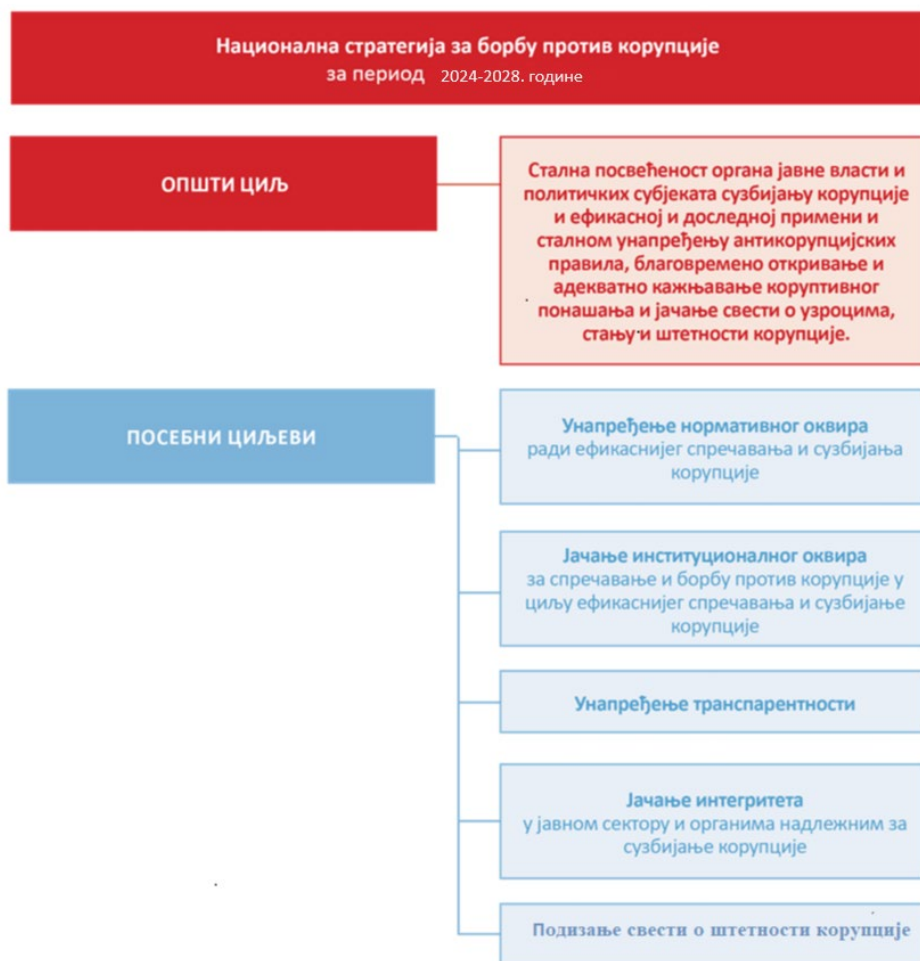 Национална стратегија за борбу против корупције
за период 2024-2028. године
ОПШТИ ЦИЉ
Стална посвећеност органа јавне власти и
политичких субјеката сузбијању корупције
и ефикасној и доследној примени и
сталном унапређењу антикорупцијских
правила, благовремено откривање и
адекватно кажњавање коруптивног
понашања и јачање свести о узроцима,
стању и штетности корупције.
ПОСЕБНИ ЦИЉЕВИ
Унапређење нормативног оквира
ради ефикаснијег спречавања и сузбијања
корупције
Јачање институционалног оквира
за спречавање и борбу против корупције у
циљу ефикаснијег спречавања и сузбијање
корупције
Унапређење транспарентности
Јачање интегритета
у јавном сектору и органима надлежним за
сузбијање корупције
Подизање свести о штетности корупције